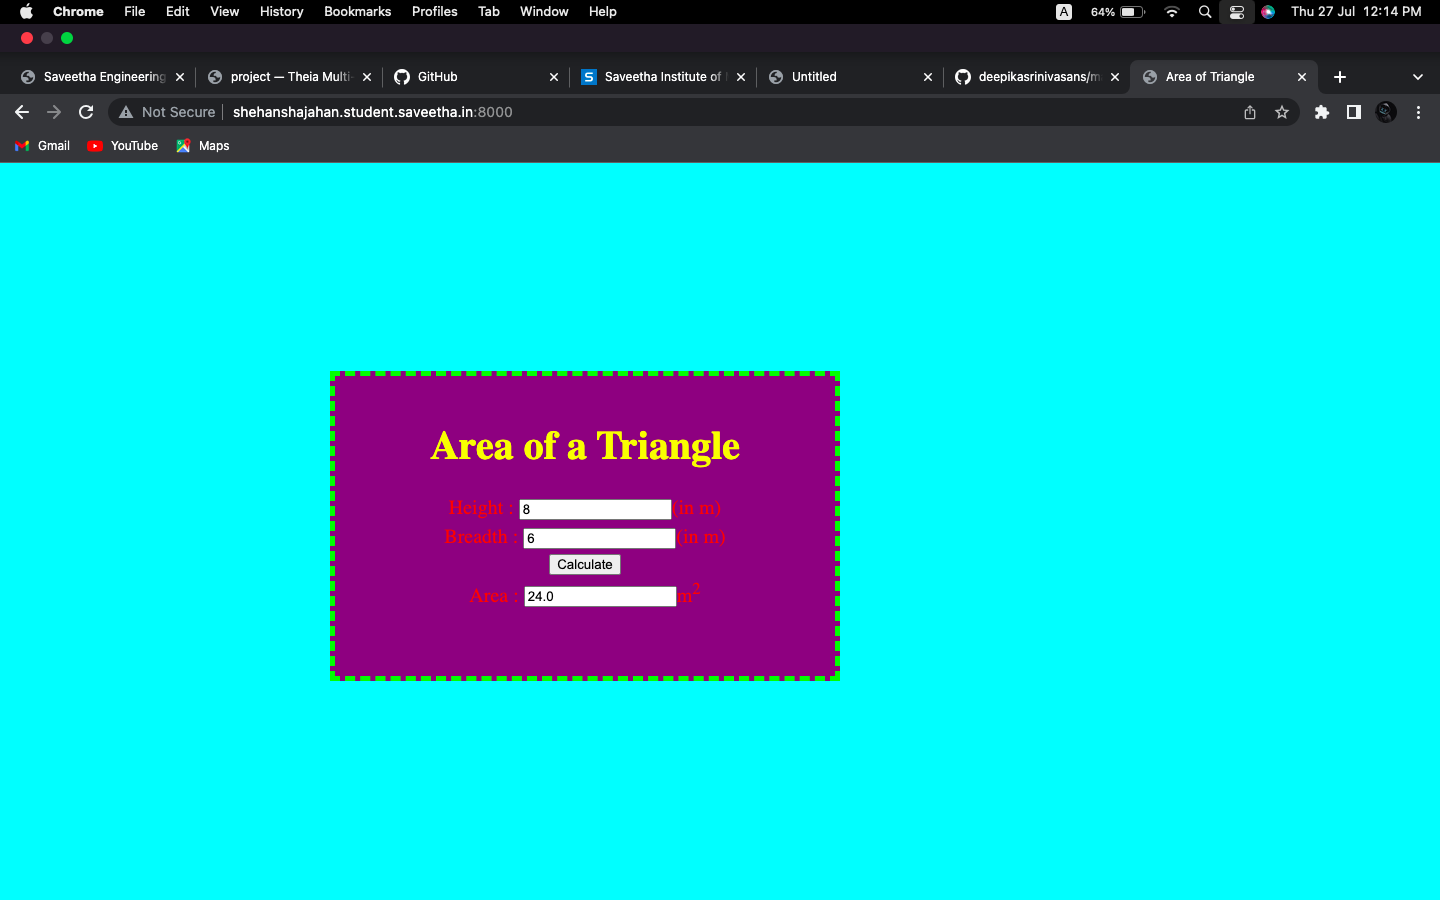 Chrome File Edit View History Bookmarks Profiles Tab Window Help A 64% Thu 27 Jul 12:14 PM
Saveetha Engineering project — Theia Multi- GitHub S Saveetha Institute of Untitled deepikasrinivasans/m Area of Triangle
Not Secure shehanshajahan.student.saveetha.in:8000
Gmail YouTube Maps
Area of a Triangle
Height : 8 (in m)
Breadth : 6 (in m)
Calculate
Area : 24.0 m²